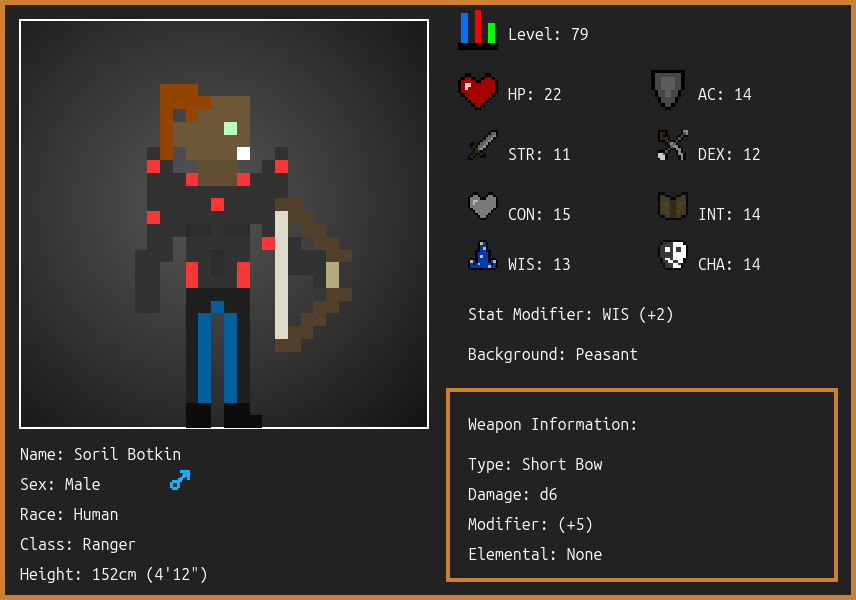 Level: 79
HP: 22
AC: 14
STR: 11
DEX: 12
CON: 15
INT: 14
WIS: 13
CHA: 14
Stat Modifier: WIS (+2)
Background: Peasant
Weapon Information:
Type: Short Bow
Damage: d6
Modifier: (+5)
Elemental: None
Name: Soril Botkin
Sex: Male
Race: Human
Class: Ranger
Height: 152cm (4'12")